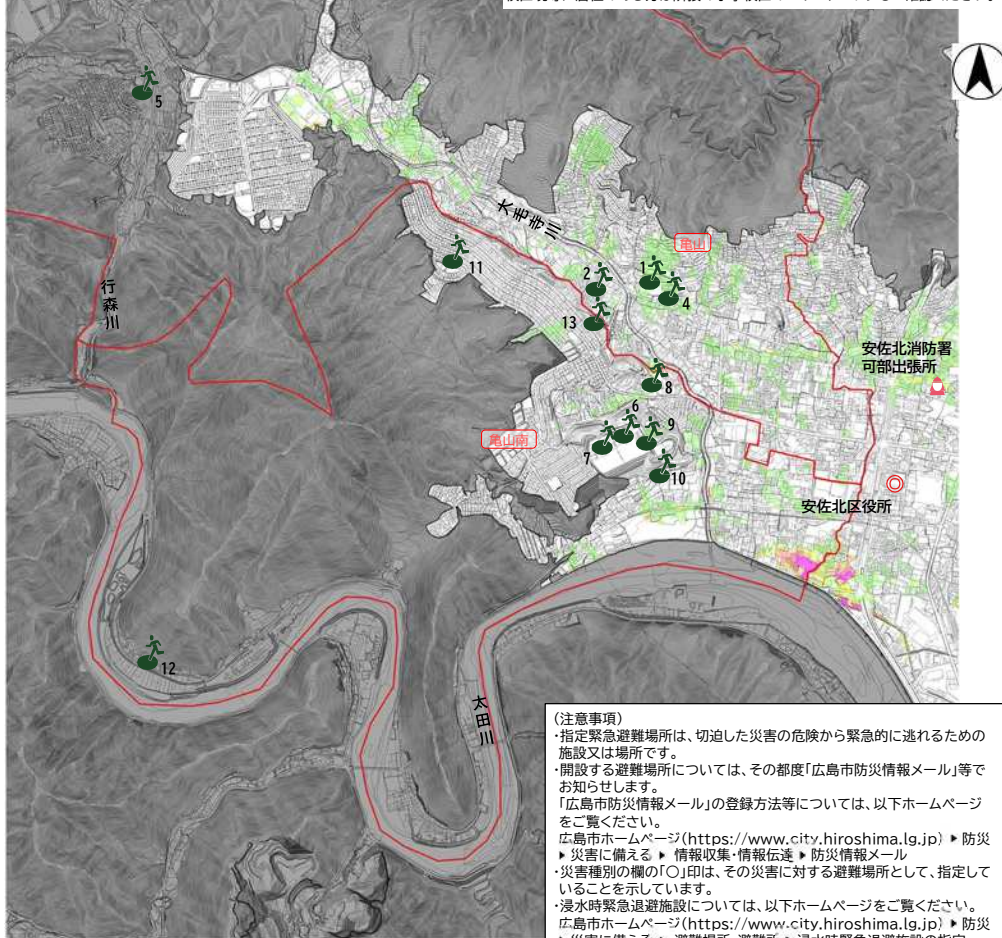 5
大毛寺川
亀山
11
2
1
4
13
行森川
安佐北消防署
可部出張所
8
6
9
亀山南
7
10
安佐北区役所
12
太田川
(注意事項)
・指定緊急避難場所は、切迫した災害の危険から緊急的に逃れるための
施設又は場所です。
・開設する避難場所については、その都度「広島市防災情報メール」等で
お知らせします。
「広島市防災情報メール」の登録方法等については、以下ホームページ
をご覧ください。
広島市ホームページ(https://www.city.hiroshima.lg.jp)▶防災
▶災害に備える▶情報収集・情報伝達▶防災情報メール
・災害種別の欄の「○」印は、その災害に対する避難場所として、指定して
いることを示しています。
・浸水時緊急退避施設については、以下ホームページをご覧ください。
広島市ホームページ(https://www.city.hiroshima.lg.jp)▶防災